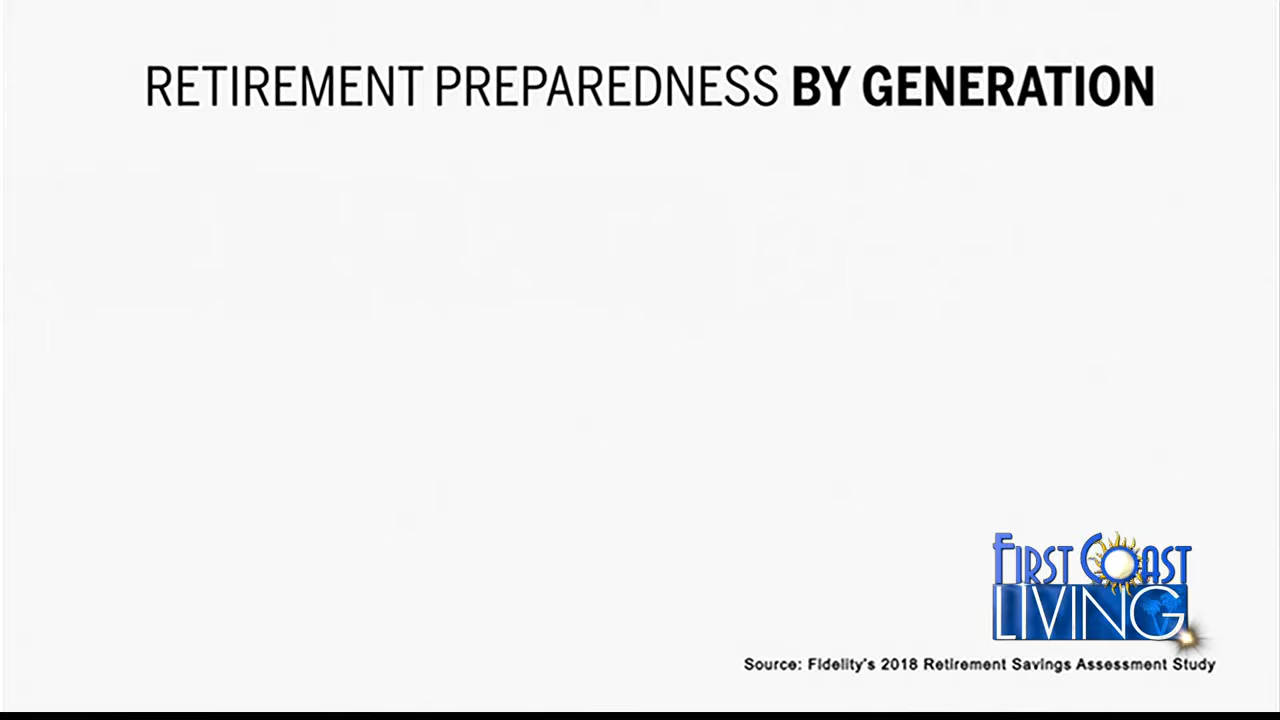 RETIREMENT PREPAREDNESS BY GENERATION
FIRST COAST
LIVING
Source: Fidelity's 2018 Retirement Savings Assessment Study